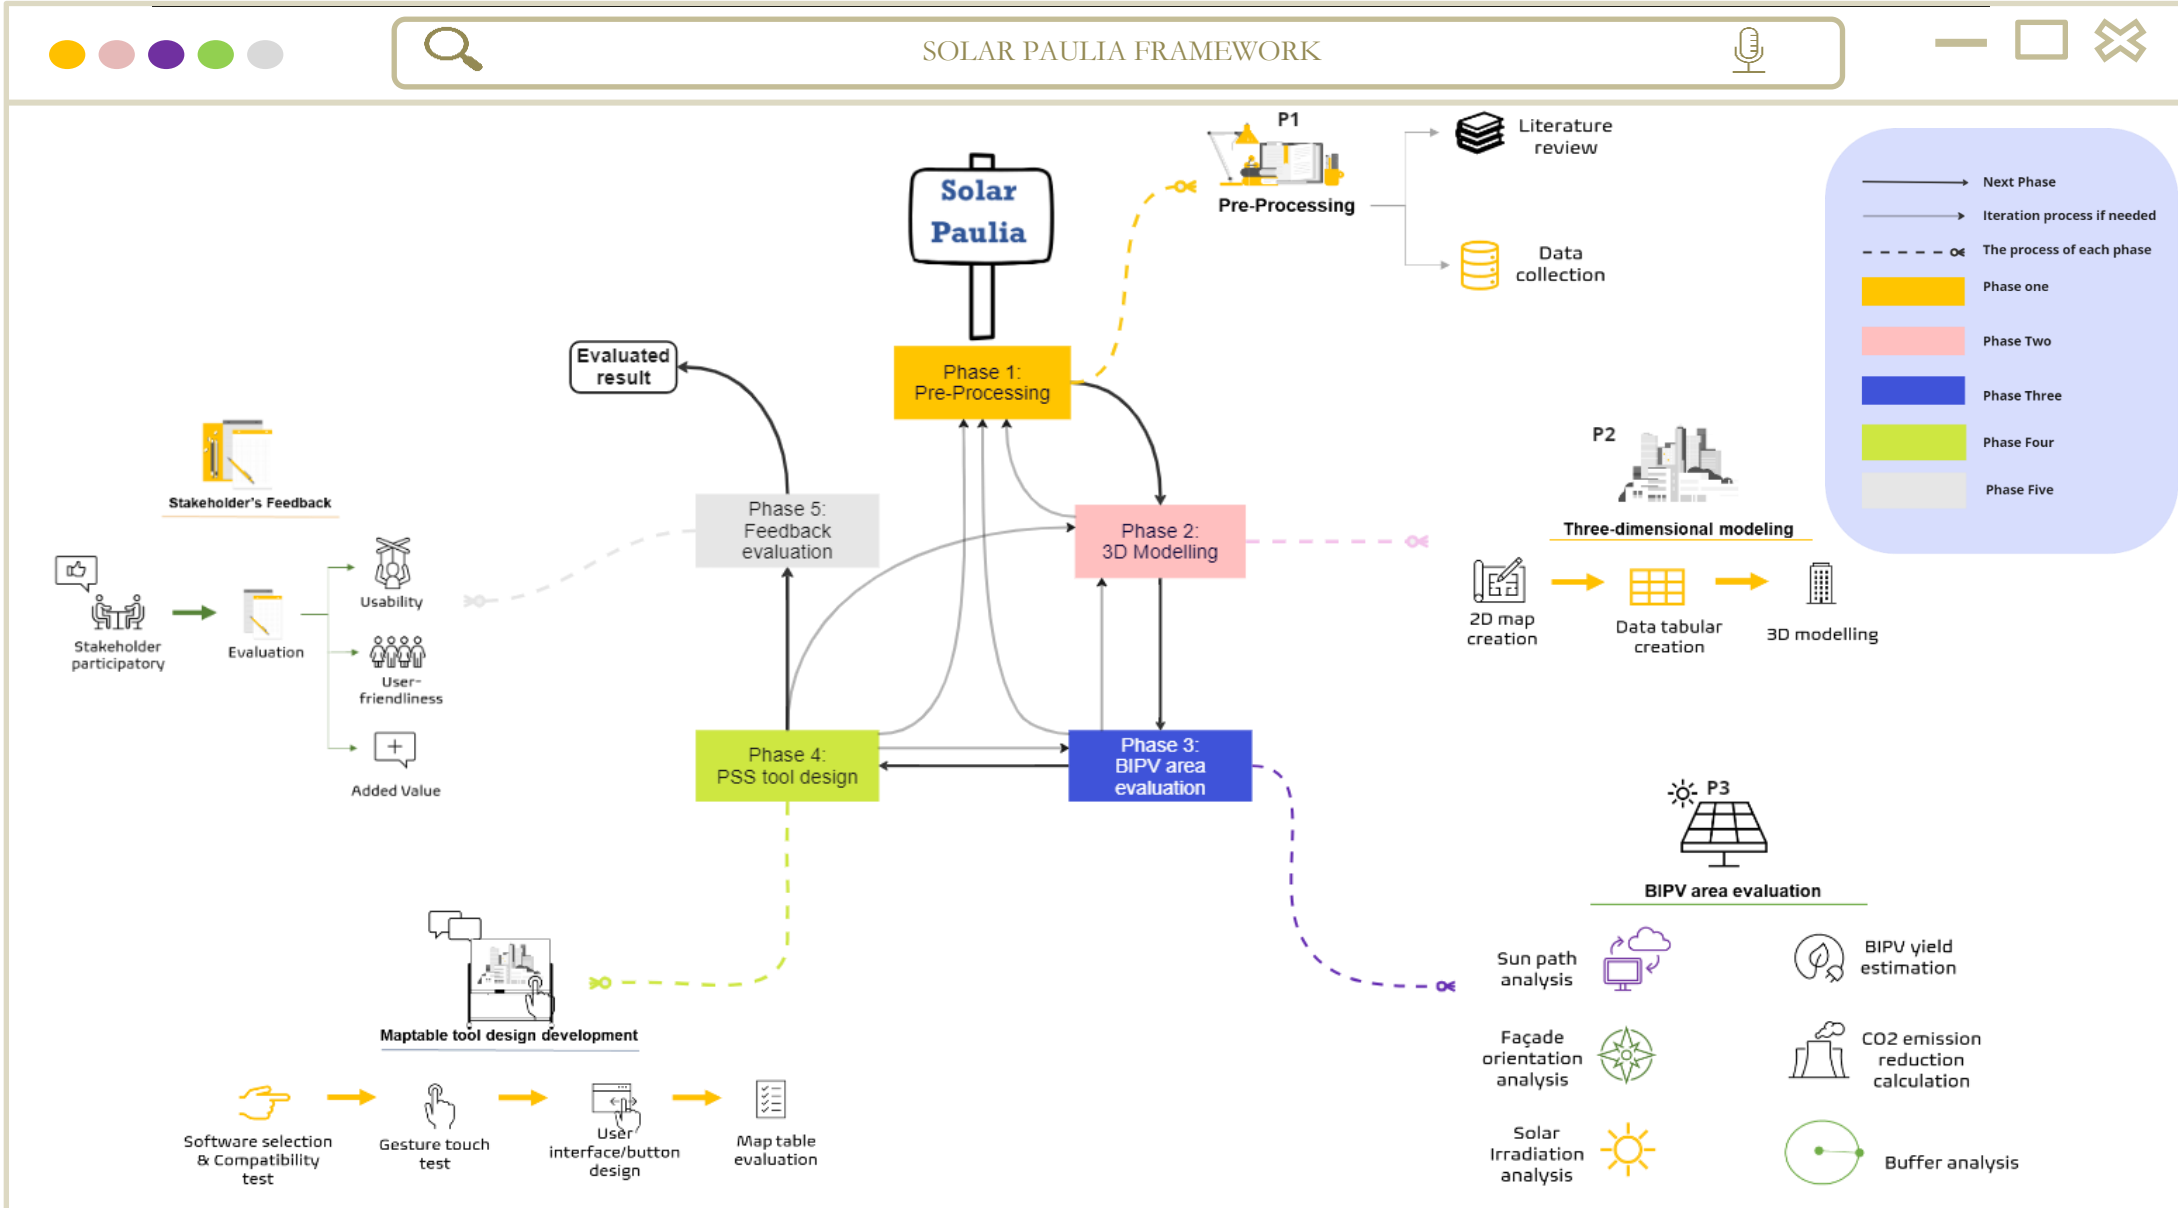 SOLAR PAULIA FRAMEWORK
P1
Pre-Processing
Literature
review
Data
collection
Solar
Paulia
Next Phase
Iteration process if needed
The process of each phase
Phase one
Phase Two
Phase Three
Phase Four
Phase Five
Evaluated
result
Phase 1:
Pre-Processing
Phase 5:
Feedback
evaluation
Phase 2:
3D Modelling
Phase 4:
PSS tool design
Phase 3:
BIPV area
evaluation
Stakeholder's Feedback
Stakeholder
participatory
Evaluation
Usability
User-
friendliness
Added Value
P2
Three-dimensional modeling
2D map
creation
Data tabular
creation
3D modelling
P3
BIPV area evaluation
Sun path
analysis
BIPV yield
estimation
Façade
orientation
analysis
CO2 emission
reduction
calculation
Solar
Irradiation
analysis
Buffer analysis
Maptable tool design development
Software selection
& Compatibility
test
Gesture touch
test
User
interface/button
design
Map table
evaluation